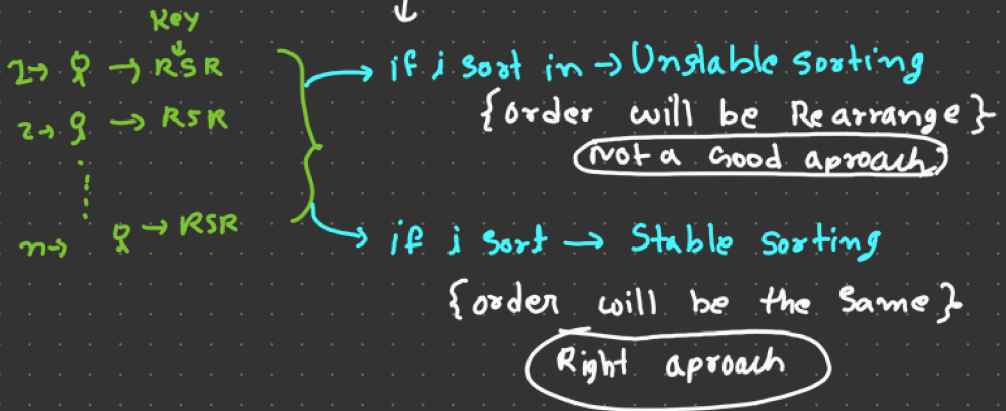 Key
2→ → RSR
2→ → RSR
n→ → RSR
→ if i sort in → Unstable sorting
{order will be Rearrange}
(Not a Good aproach)
→ if i sort → Stable sorting
{order will be the Same}
Right aproach